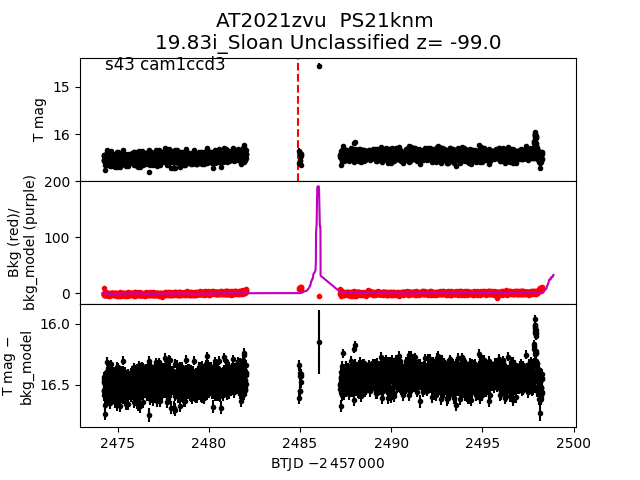 AT2021zvu  PS21knm
19.83i_Sloan Unclassified z= -99.0
s43 cam1ccd3
T mag
15
16
Bkg (red)/
bkg_model (purple)
200
100
0
T mag −
bkg_model
16.0
16.5
2475 2480 2485 2490 2495 2500
BTJD −2 457 000